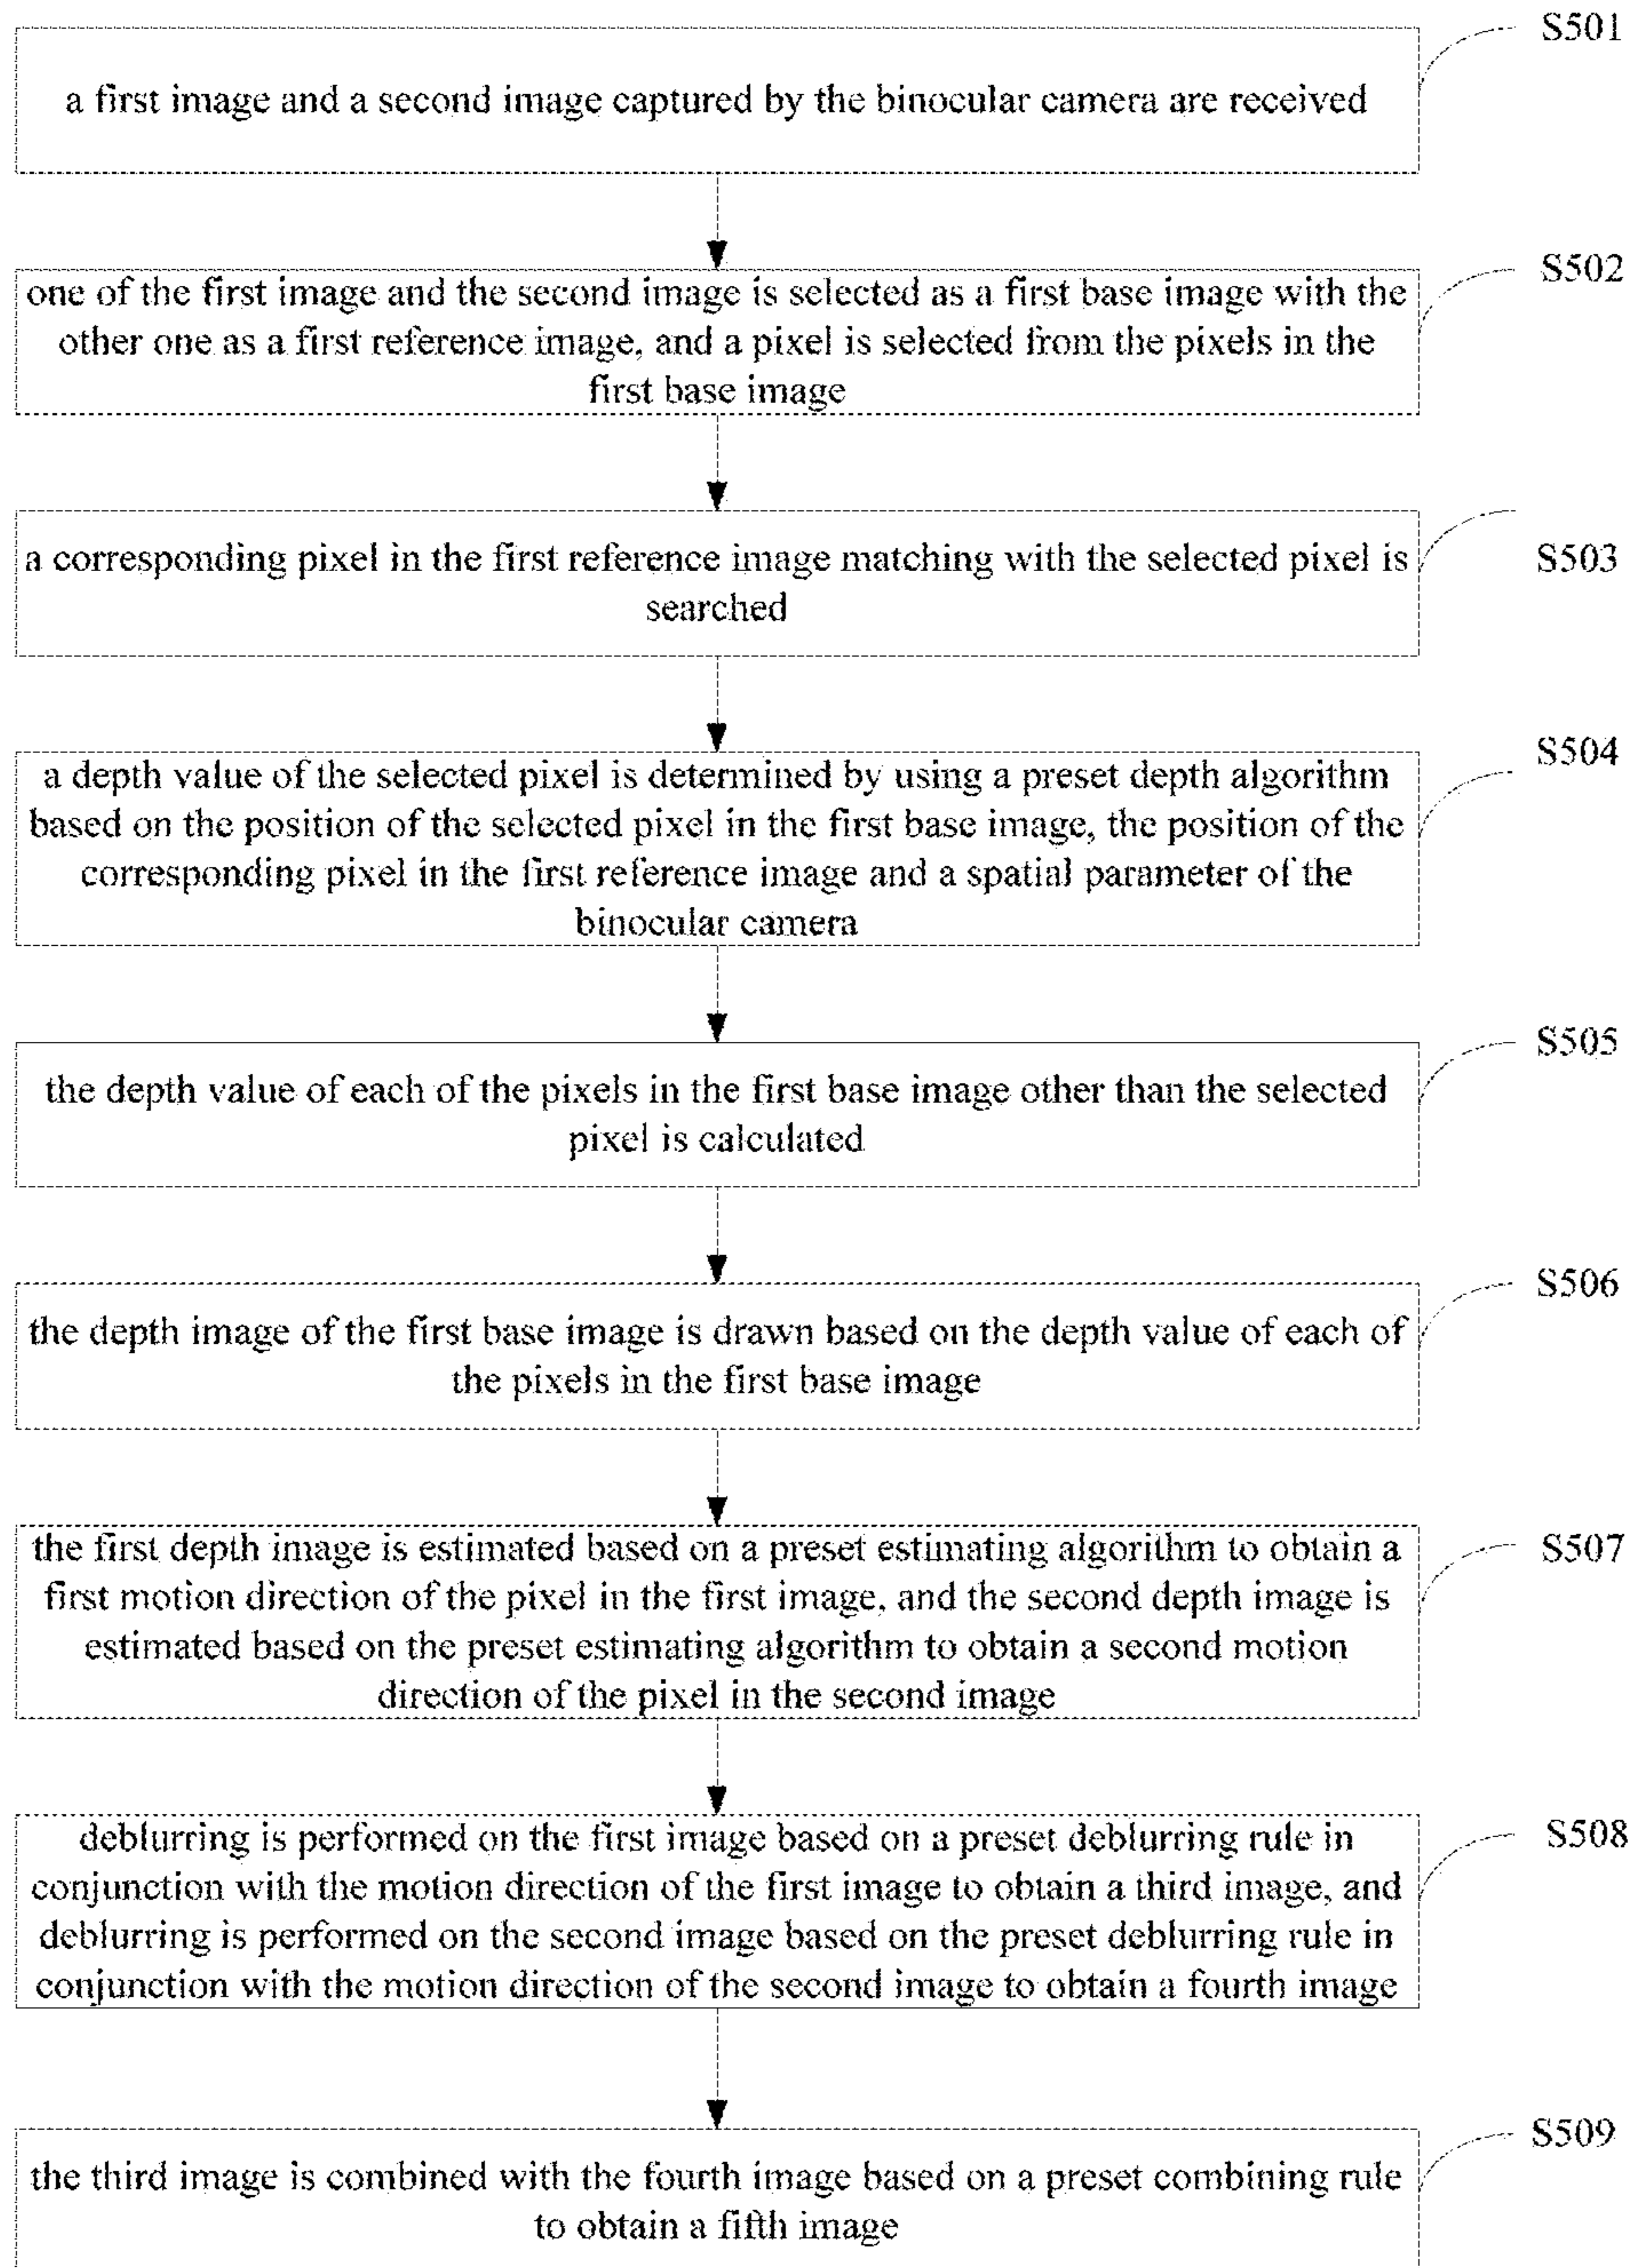 S501
a first image and a second image captured by the binocular camera are received
S502
one of the first image and the second image is selected as a first base image with the
other one as a first reference image, and a pixel is selected from the pixels in the
first base image
a corresponding pixel in the first reference image matching with the selected pixel is
searched
S503
S504
a depth value of the selected pixel is determined by using a preset depth algorithm
based on the position of the selected pixel in the first base image, the position of the
corresponding pixel in the first reference image and a spatial parameter of the
binocular camera
S505
the depth value of each of the pixels in the first base image other than the selected
pixel is calculated
S506
the depth image of the first base image is drawn based on the depth value of each of
the pixels in the first base image
S507
the first depth image is estimated based on a preset estimating algorithm to obtain a
first motion direction of the pixel in the first image, and the second depth image is
estimated based on the preset estimating algorithm to obtain a second motion
direction of the pixel in the second image
S508
deblurring is performed on the first image based on a preset deblurring rule in
conjunction with the motion direction of the first image to obtain a third image, and
deblurring is performed on the second image based on the preset deblurring rule in
conjunction with the motion direction of the second image to obtain a fourth image
S509
the third image is combined with the fourth image based on a preset combining rule
to obtain a fifth image